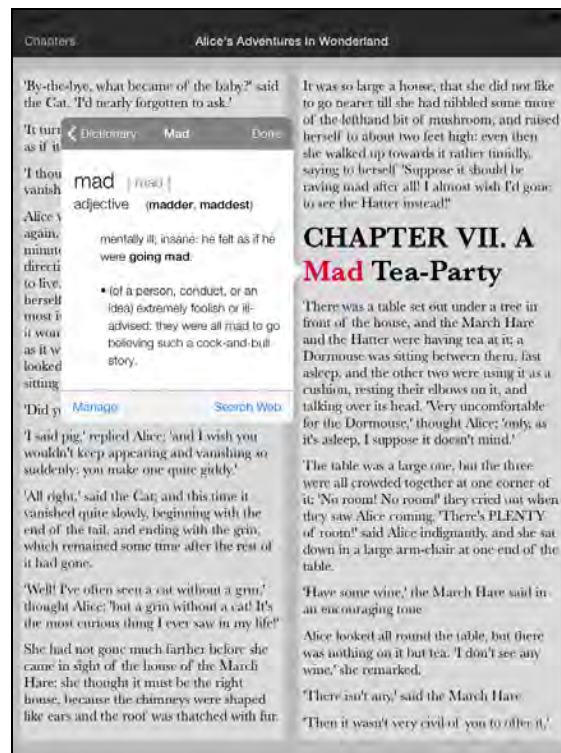 Chapters
Alice's Adventures in Wonderland
'By-the-bye, what became of the baby?' said
the Cat. 'I'd nearly forgotten to ask.'
'It turn
as if it
'I thou
vanish
Alice
again,
minute
directi
to live.
herself
most i
it won
as it w
looked
sitting
'Did y
Dictionary
Mad
Done
mad | mad |
adjective (madder, maddest)
mentally ill; insane: he felt as if he
were going mad.
• (of a person, conduct, or an
idea) extremely foolish or ill-
advised: they were all mad to go
believing such a cock-and-bull
story.
Manage
Search Web
'I said pig,' replied Alice; 'and I wish you
wouldn't keep appearing and vanishing so
suddenly: you make one quite giddy.'
'All right,' said the Cat; and this time it
vanished quite slowly, beginning with the
end of the tail, and ending with the grin,
which remained some time after the rest of
it had gone.
'Well! I've often seen a cat without a grin,'
thought Alice; 'but a grin without a cat! It's
the most curious thing I ever saw in my life!'
She had not gone much farther before she
came in sight of the house of the March
Hare: she thought it must be the right
house, because the chimneys were shaped
like ears and the roof was thatched with fur.
It was so large a house, that she did not like
to go nearer till she had nibbled some more
of the lefthand bit of mushroom, and raised
herself to about two feet high: even then
she walked up towards it rather timidly,
saying to herself 'Suppose it should be
raving mad after all! I almost wish I'd gone
to see the Hatter instead!'
CHAPTER VII. A
Mad Tea-Party
There was a table set out under a tree in
front of the house, and the March Hare
and the Hatter were having tea at it: a
Dormouse was sitting between them, fast
asleep, and the other two were using it as a
cushion, resting their elbows on it, and
talking over its head. 'Very uncomfortable
for the Dormouse,' thought Alice; 'only, as
it's asleep, I suppose it doesn't mind.'
The table was a large one, but the three
were all crowded together at one corner of
it: 'No room! No room!' they cried out when
they saw Alice coming. 'There's PLENTY
of room!' said Alice indignantly, and she sat
down in a large arm-chair at one end of the
table.
'Have some wine,' the March Hare said in
an encouraging tone.
Alice looked all round the table, but there
was nothing on it but tea. 'I don't see any
wine,' she remarked.
'There isn't any,' said the March Hare.
'Then it wasn't very civil of you to offer it,'